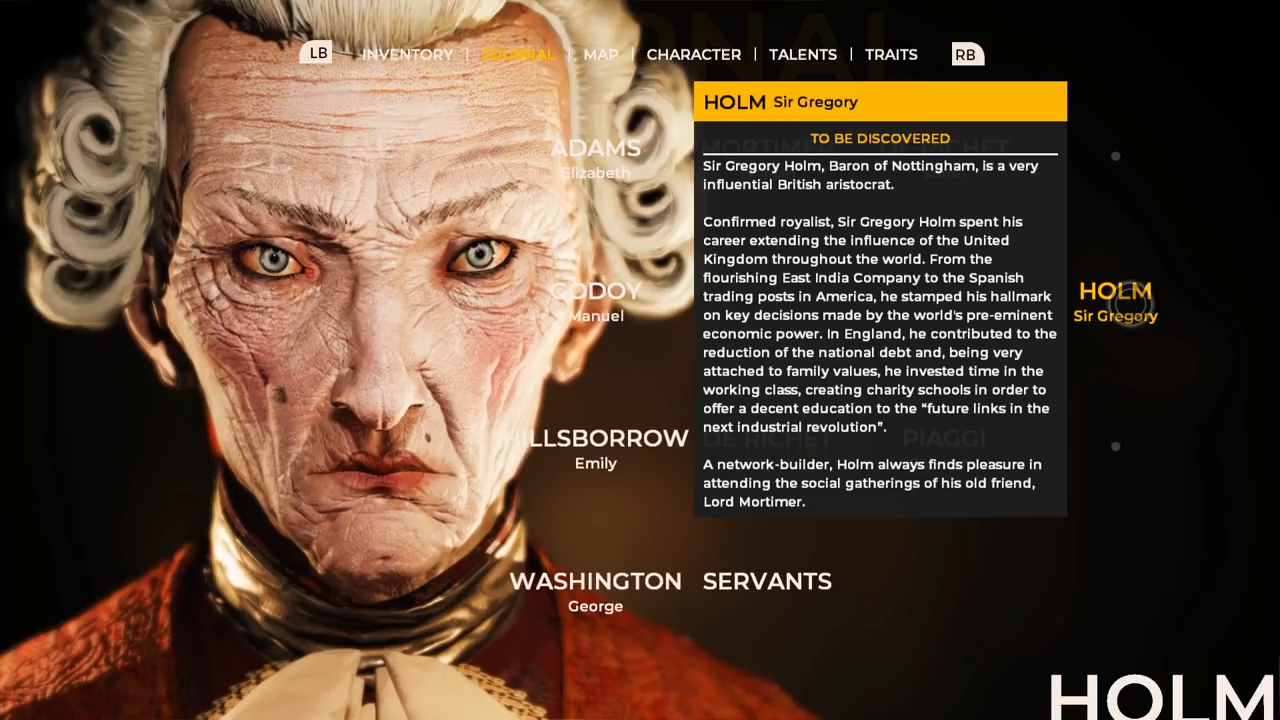 LB INVENTORY | JOURNAL | MAP | CHARACTER | TALENTS | TRAITS RB
HOLM Sir Gregory
TO BE DISCOVERED
Sir Gregory Holm, Baron of Nottingham, is a very
influential British aristocrat.
Confirmed royalist, Sir Gregory Holm spent his
career extending the influence of the United
Kingdom throughout the world. From the
flourishing East India Company to the Spanish
trading posts in America, he stamped his hallmark
on key decisions made by the world's pre-eminent
economic power. In England, he contributed to the
reduction of the national debt and, being very
attached to family values, he invested time in the
working class, creating charity schools in order to
offer a decent education to the “future links in the
next industrial revolution”.
A network-builder, Holm always finds pleasure in
attending the social gatherings of his old friend,
Lord Mortimer.
ADAMS
Elizabeth
GODOY
Manuel
HOLM
Sir Gregory
HILLSBORROW
Emily
DE RICHET
PIAGGI
WASHINGTON
George
SERVANTS
HOLM